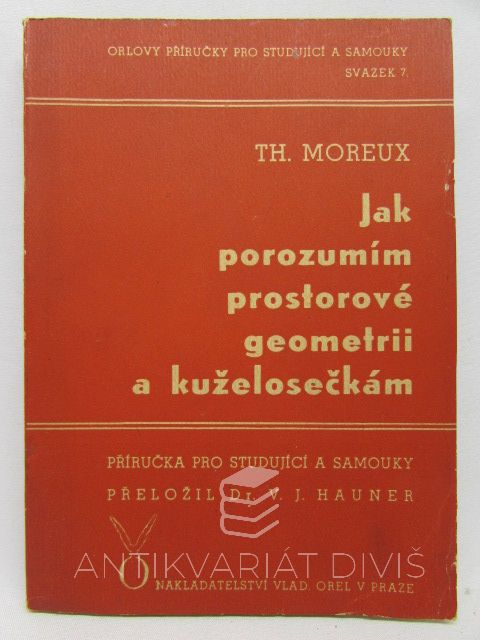 ORLOVY PŘÍRUČKY PRO STUDUJÍCÍ A SAMOUKY
SVAZEK 7.
TH. MOREUX
Jak
porozumím
prostorové
geometrii
a kuželosečkám
PŘÍRUČKA PRO STUDUJÍCÍ A SAMOUKY
PŘELOŽIL Dr. V. J. HAUNER
ANTIKVARIÁT DIVIŠ
NAKLADATELSTVÍ VLAD. OREL V PRAZE